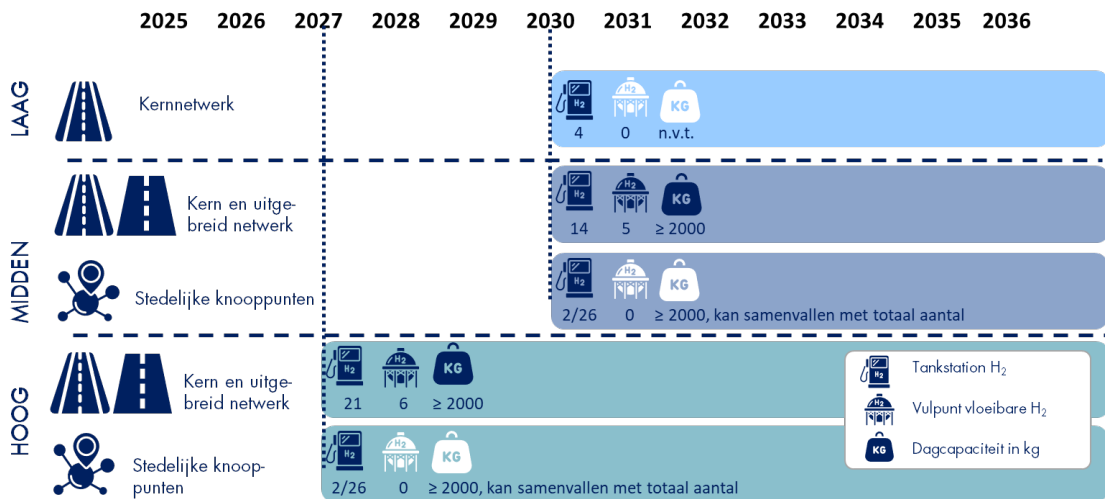 2025 2026 2027 2028 2029 2030 2031 2032 2033 2034 2035 2036
LAAG
Kernnetwerk
H2 H2 KG
4 0 n.v.t.
MIDDEN
Kern en uitge-
breid netwerk
H2 H2 KG
14 5 ≥ 2000
Stedelijke knooppunten
H2 H2 KG
2/26 0 ≥ 2000, kan samenvallen met totaal aantal
HOOG
Kern en uitge-
breid netwerk
H2 H2 KG
21 6 ≥ 2000
Stedelijke knoop-
punten
H2 H2 KG
2/26 0 ≥ 2000, kan samenvallen met totaal aantal
H2 Tankstation H2
H2 Vulpunt vloeibare H2
KG Dagcapaciteit in kg